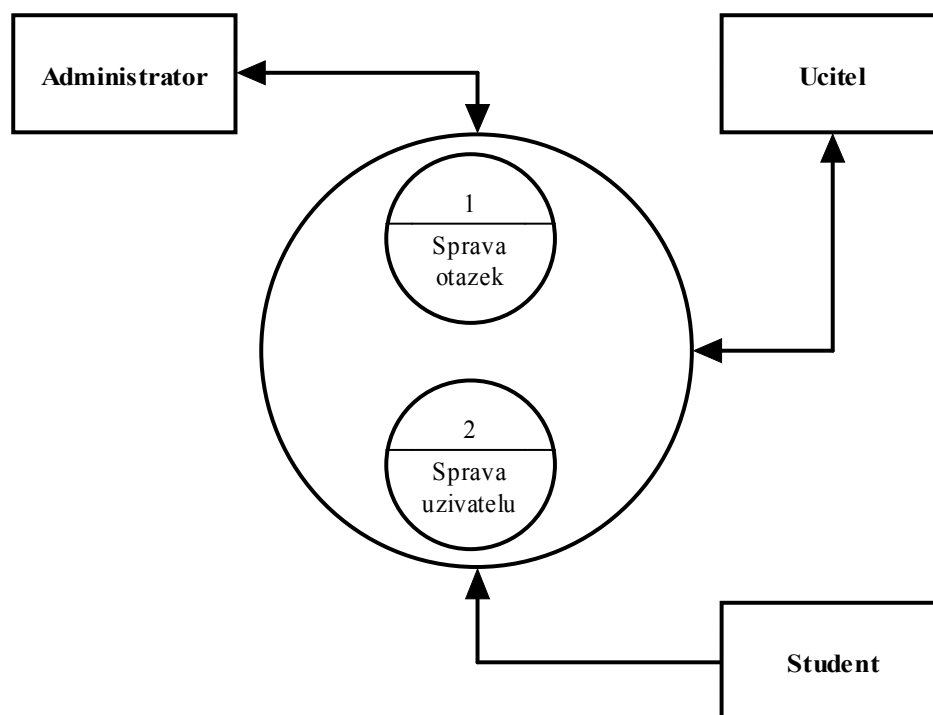 Administrator
Ucitel
1
Sprava
otazek
2
Sprava
uzivatelu
Student